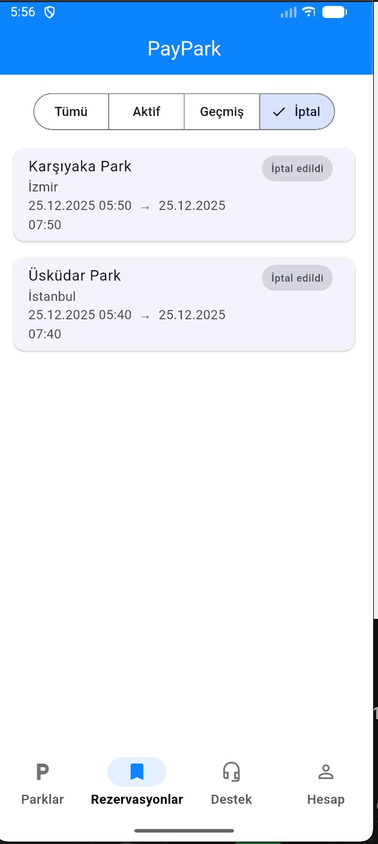 5:56
PayPark
Tümü
Aktif
Geçmiş
İptal
Karşıyaka Park
İptal edildi
İzmir
25.12.2025 05:50 → 25.12.2025
07:50
Üsküdar Park
İptal edildi
İstanbul
25.12.2025 05:40 → 25.12.2025
07:40
Parklar
Rezervasyonlar
Destek
Hesap